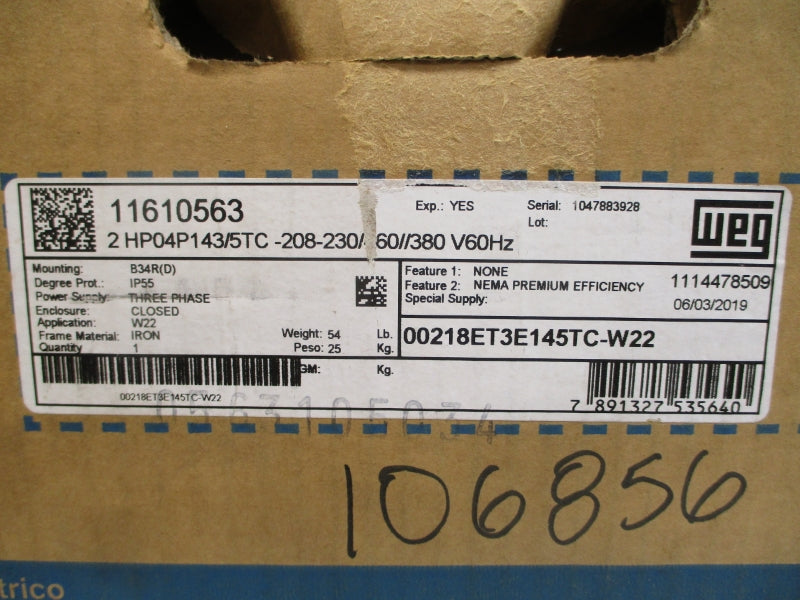 11610563
2 HP04P143/5TC -208-230/ 60//380 V60Hz
Exp.: YES
Serial: 1047883928
Lot:
weg
Mounting: B34R(D)
Degree Prot.: IP55
Power Supply: THREE PHASE
Enclosure: CLOSED
Application: W22
Frame Material: IRON
Quantity 1
Weight: 54 Lb.
Peso: 25 Kg.
GM: Kg.
Feature 1: NONE
Feature 2: NEMA PREMIUM EFFICIENCY
Special Supply:
1114478509
06/03/2019
00218ET3E145TC-W22
00218ET3E145TC-W22
7 891327 535640
106856
trico